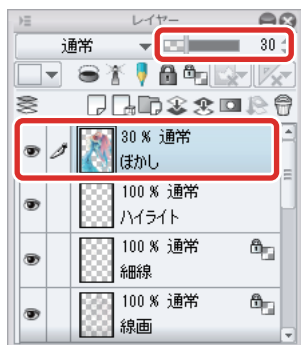 レイヤー
通常 30
30 % 通常
ぼかし
100 % 通常
ハイライト
100 % 通常
細線
100 % 通常
線画